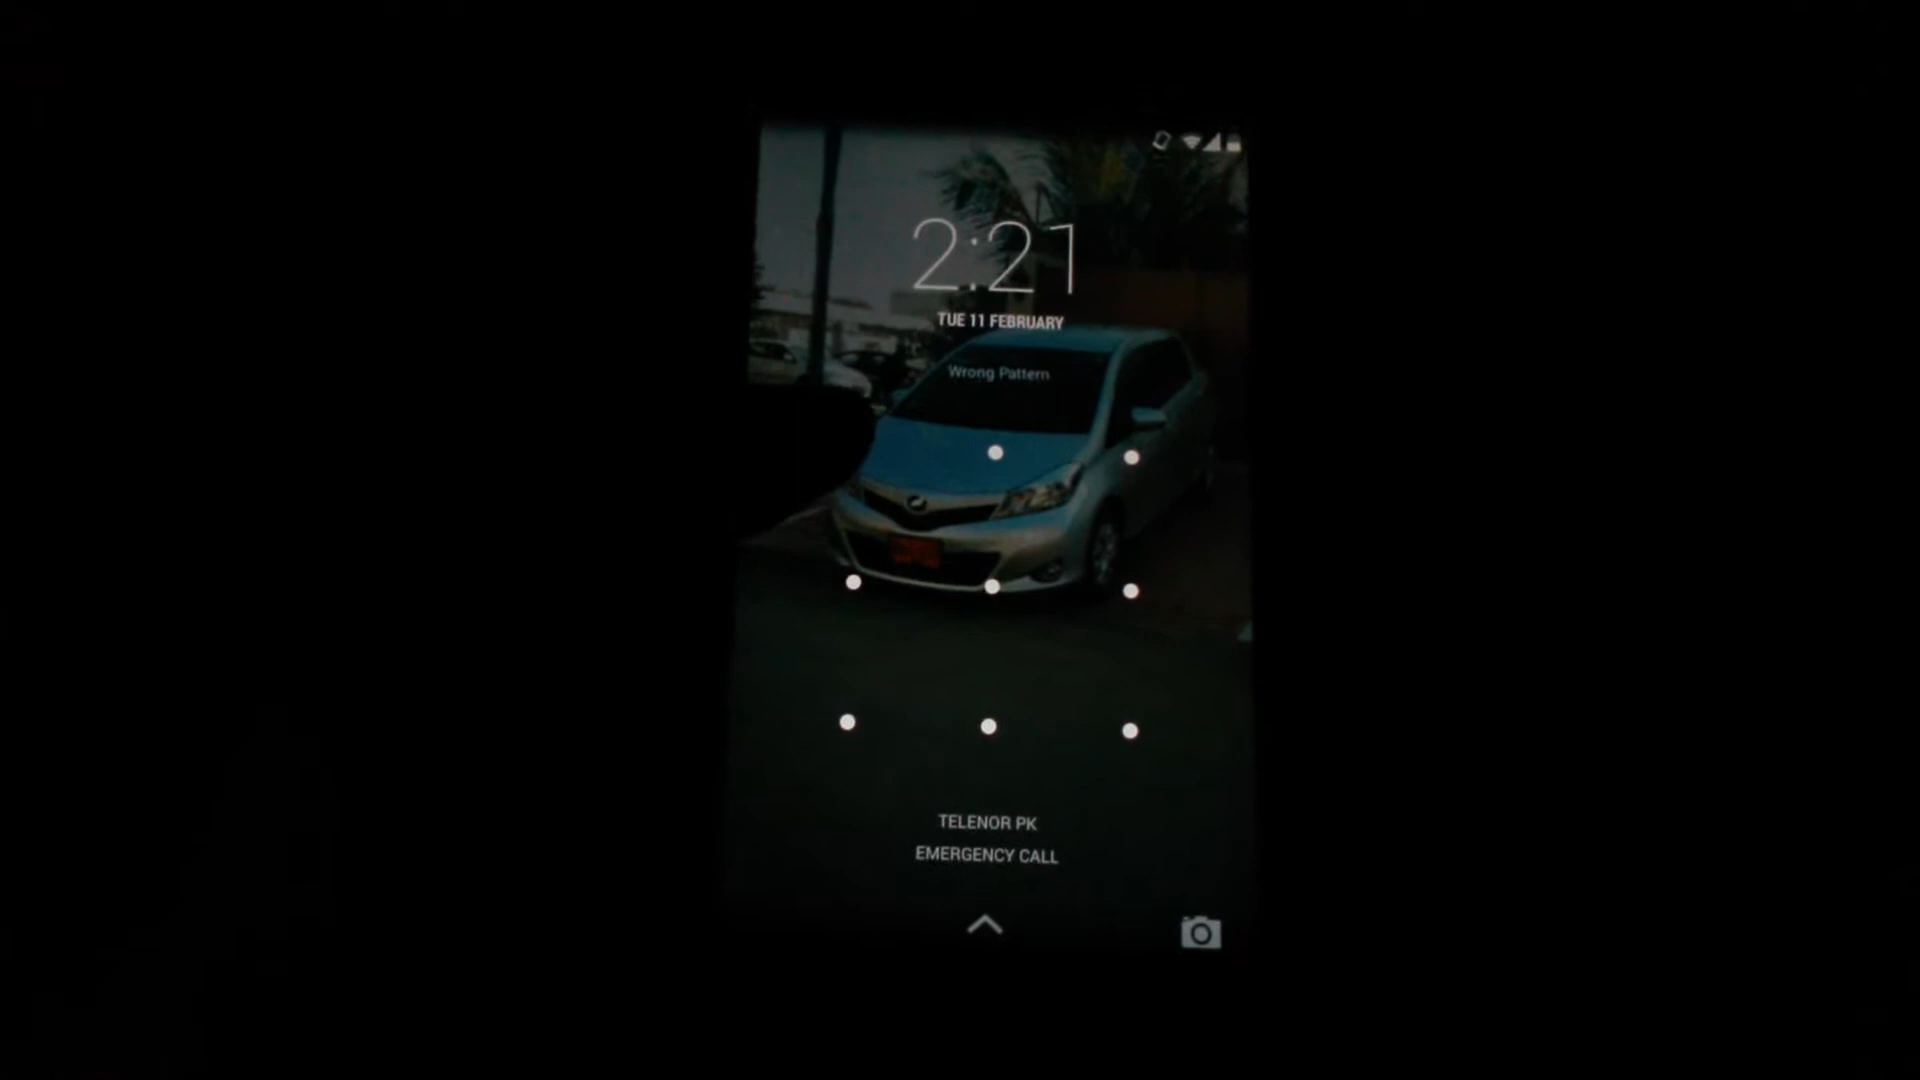 2:21
TUE 11 FEBRUARY
Wrong Pattern
TELENOR PK
EMERGENCY CALL